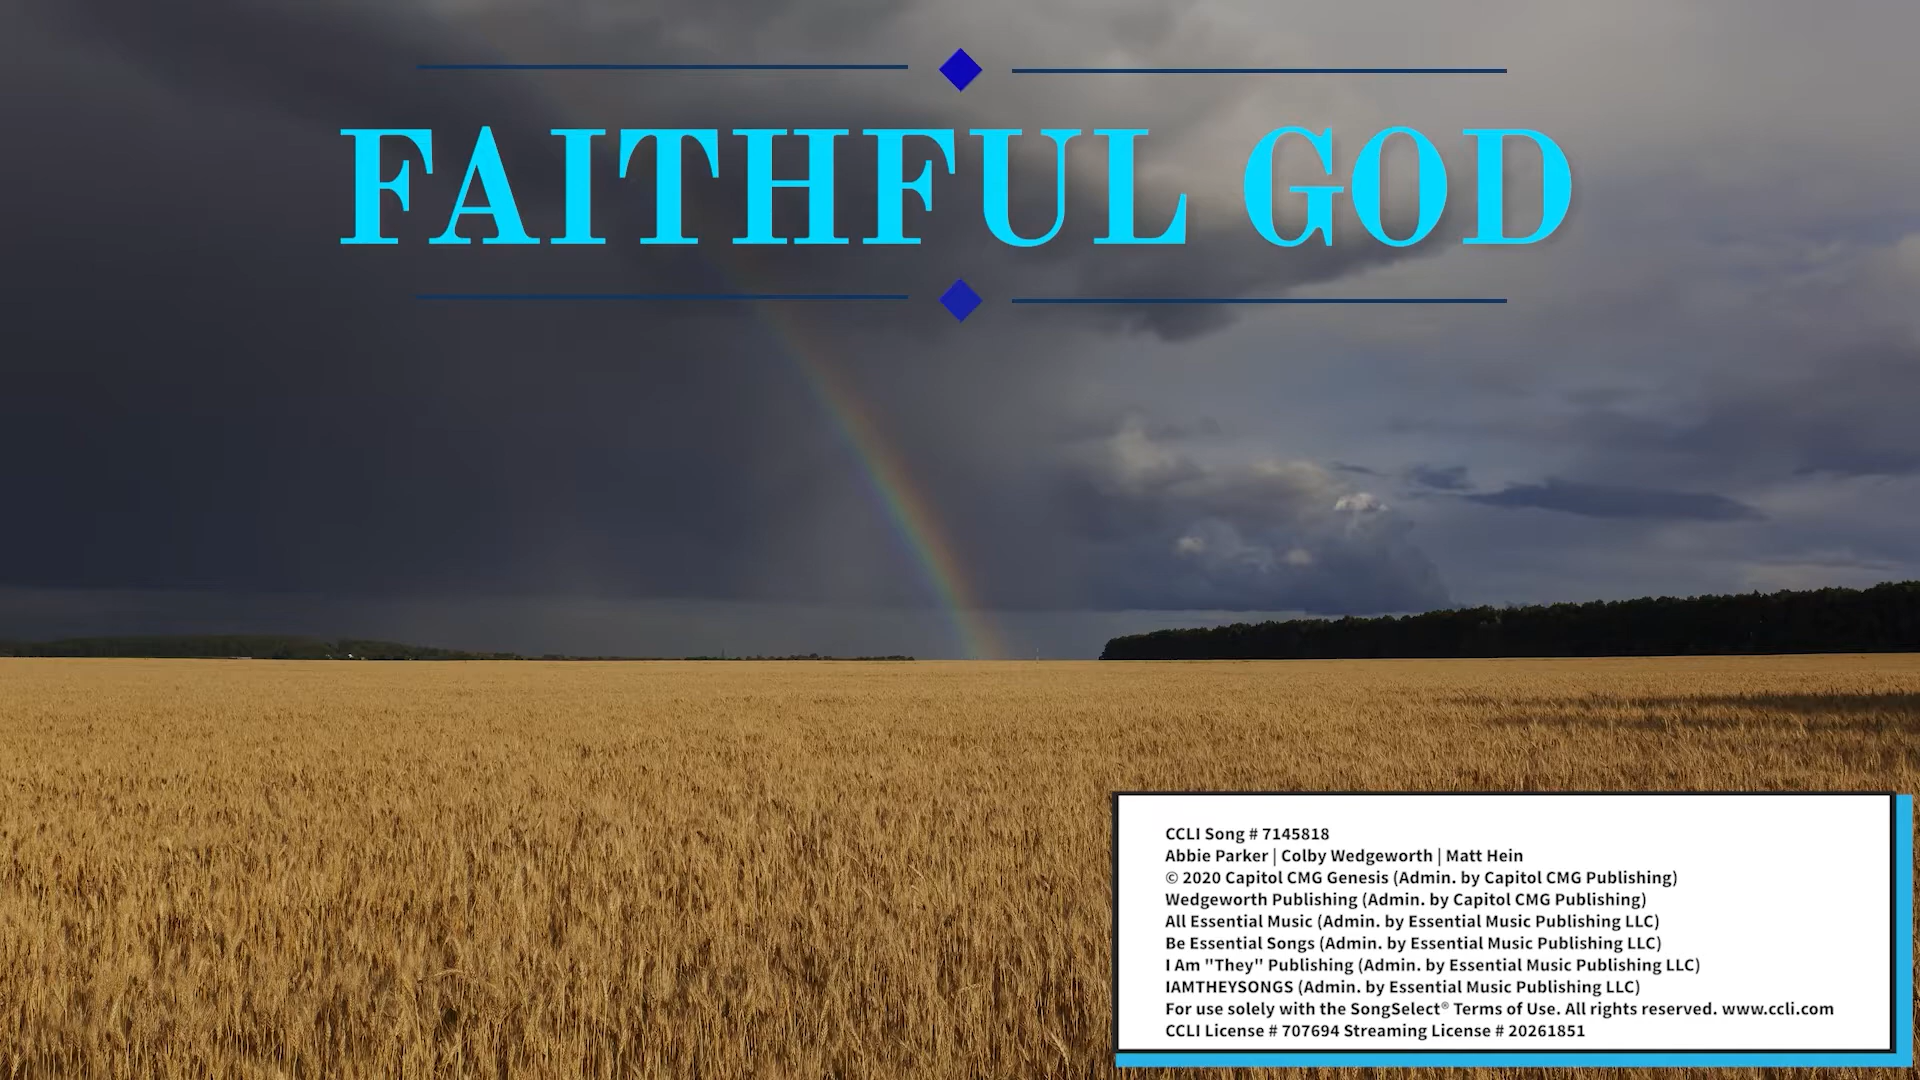 FAITHFUL GOD
CCLI Song # 7145818
Abbie Parker | Colby Wedgeworth | Matt Hein
© 2020 Capitol CMG Genesis (Admin. by Capitol CMG Publishing)
Wedgeworth Publishing (Admin. by Capitol CMG Publishing)
All Essential Music (Admin. by Essential Music Publishing LLC)
Be Essential Songs (Admin. by Essential Music Publishing LLC)
I Am "They" Publishing (Admin. by Essential Music Publishing LLC)
IAMTHEYSONGS (Admin. by Essential Music Publishing LLC)
For use solely with the SongSelect® Terms of Use. All rights reserved. www.ccli.com
CCLI License # 707694 Streaming License # 20261851